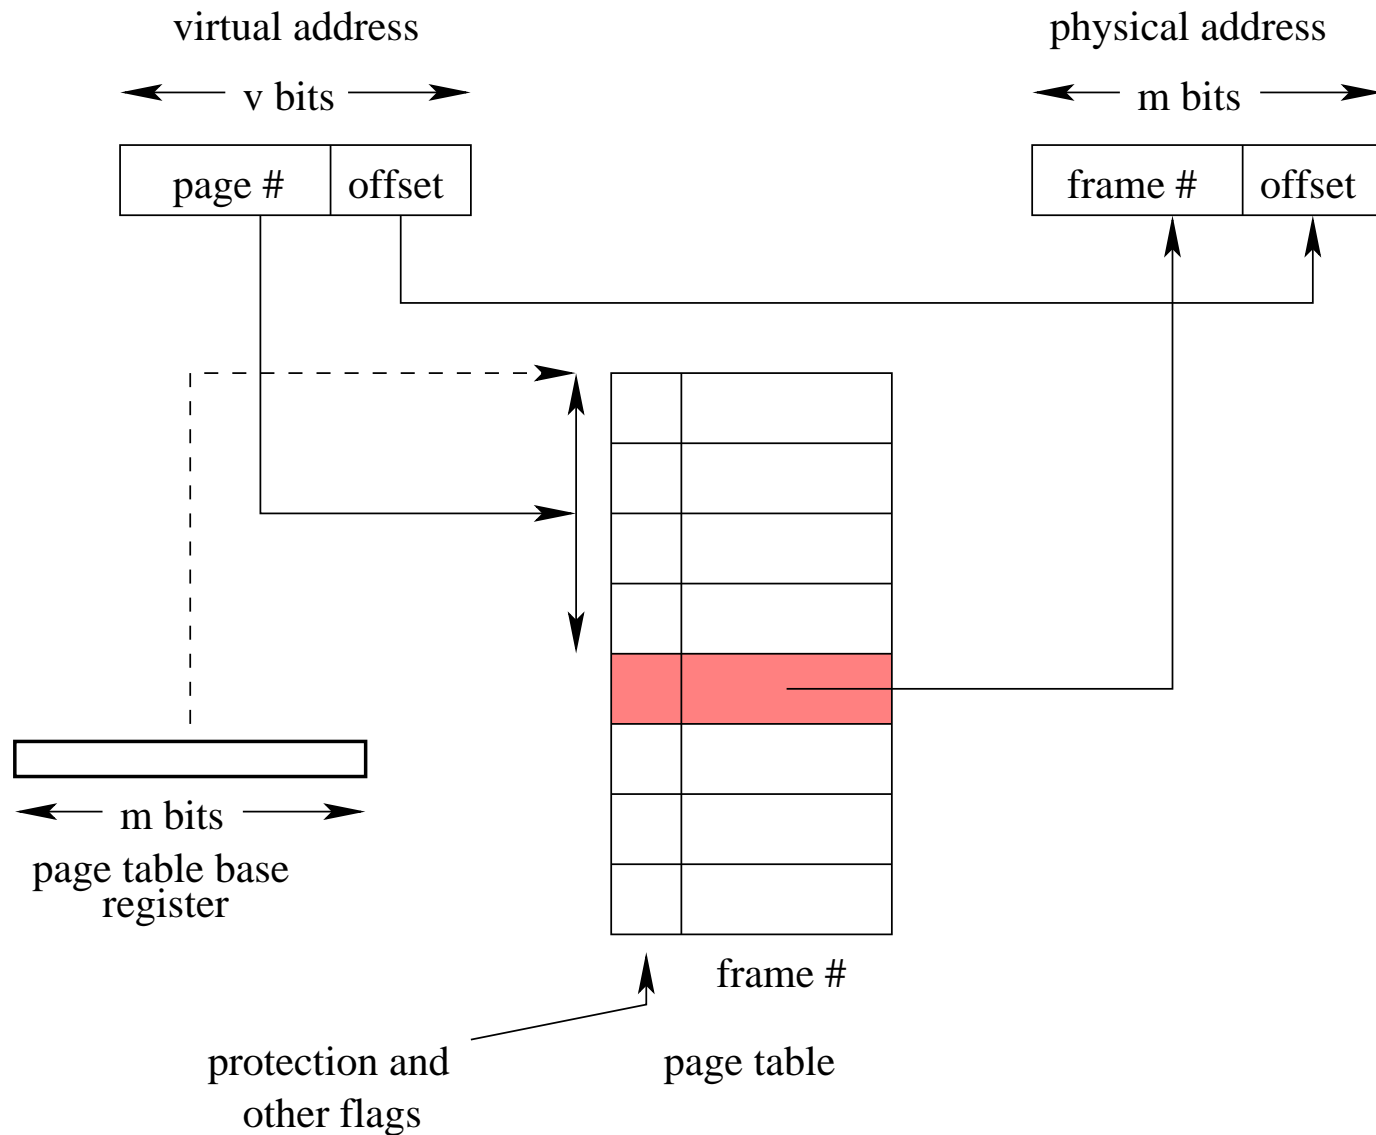 virtual address
physical address
v bits
m bits
page #
offset
frame #
offset
m bits
page table base
register
frame #
protection and
other flags
page table